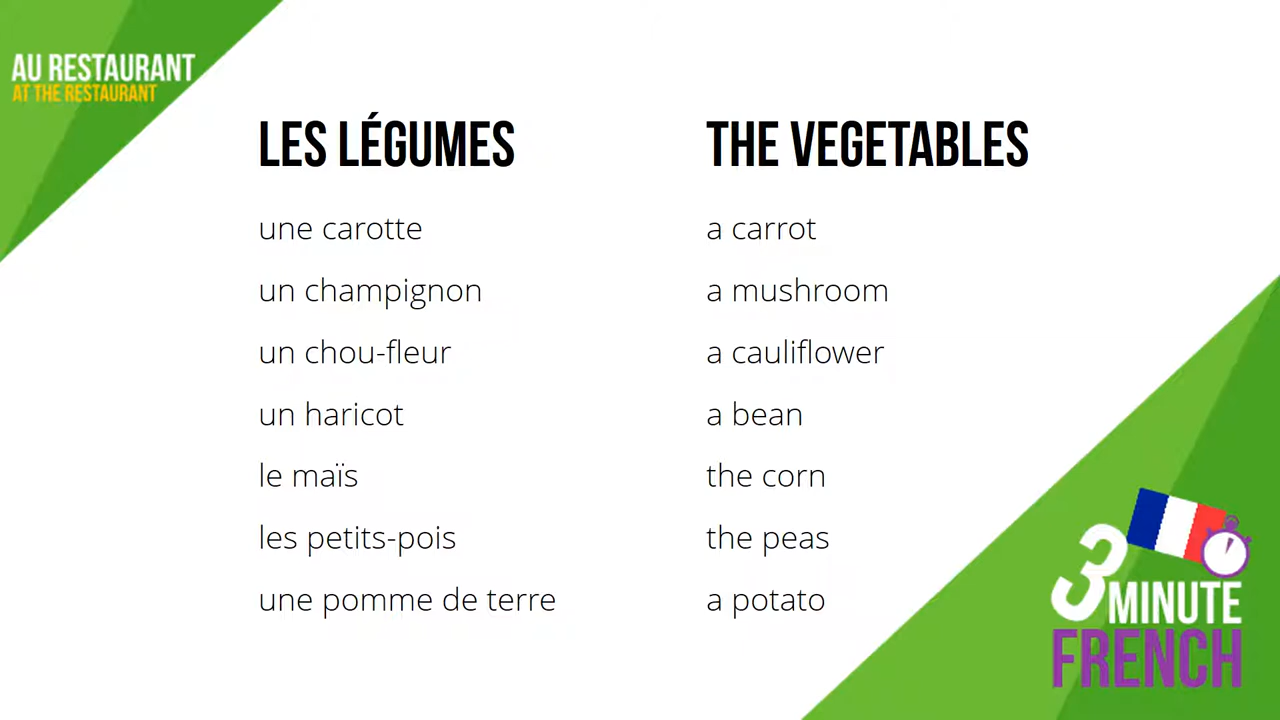 AU RESTAURANT
AT THE RESTAURANT
LES LÉGUMES
THE VEGETABLES
une carotte
a carrot
un champignon
a mushroom
un chou-fleur
a cauliflower
un haricot
a bean
le maïs
the corn
les petits-pois
the peas
une pomme de terre
a potato
3
MINUTE
FRENCH